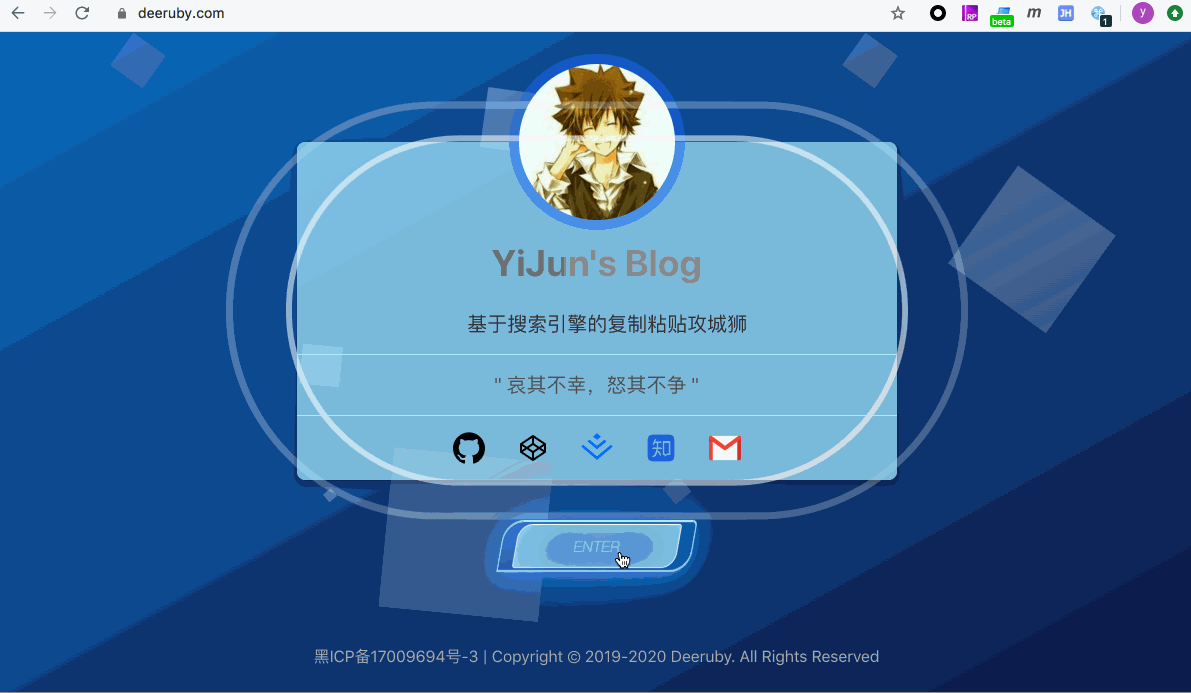 deeruby.com
RP
beta
m
JH
1
y
YiJun's Blog
基于搜索引擎的复制粘贴攻城狮
" 哀其不幸，怒其不争 "
知
ENTER
黑ICP备17009694号-3 | Copyright © 2019-2020 Deeruby. All Rights Reserved